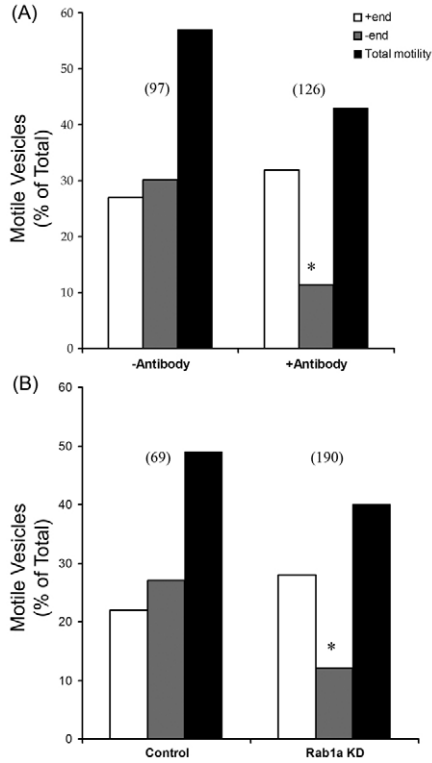 (A)
+end
-end
Total motility
Motile Vesicles
(% of Total)
60
50
40
30
20
10
0
(97)
(126)
*
-Antibody
+Antibody
(B)
Motile Vesicles
(% of Total)
60
50
40
30
20
10
0
(69)
(190)
*
Control
Rab1a KD